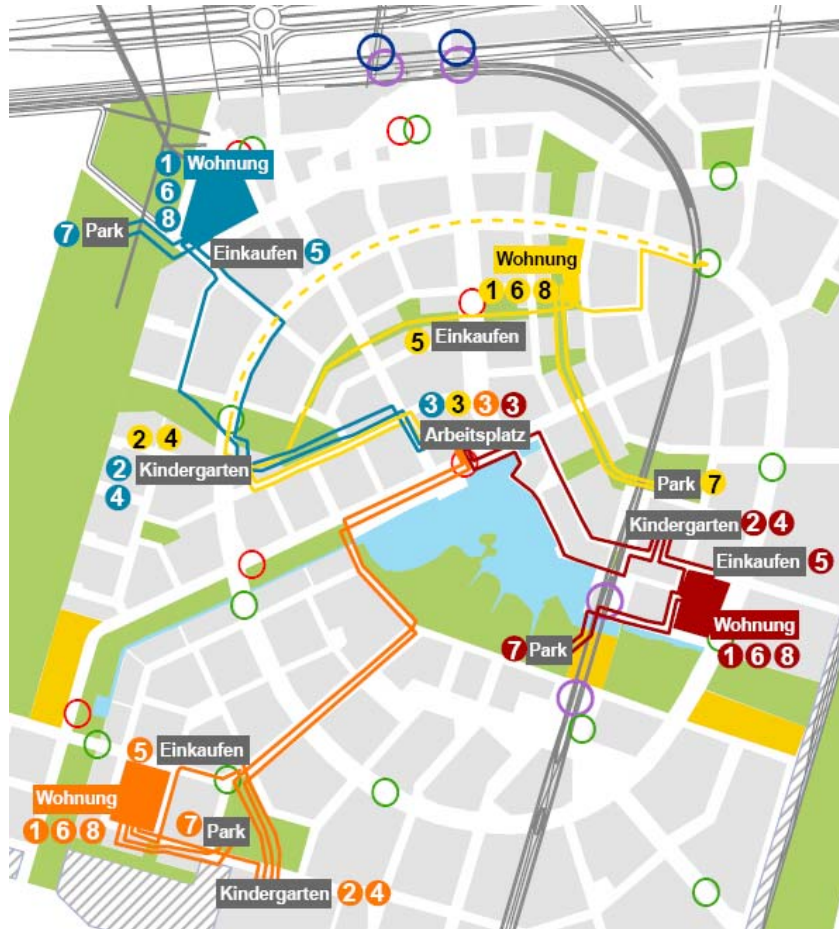 1 Wohnung
6
8
7 Park
Einkaufen 5
Wohnung
1 6 8
5 Einkaufen
3 3 3 3
Arbeitsplatz
2 4
2 Kindergarten
4
Park 7
Kindergarten 2 4
Einkaufen 5
Wohnung
1 6 8
7 Park
5 Einkaufen
Wohnung
1 6 8
7 Park
Kindergarten 2 4